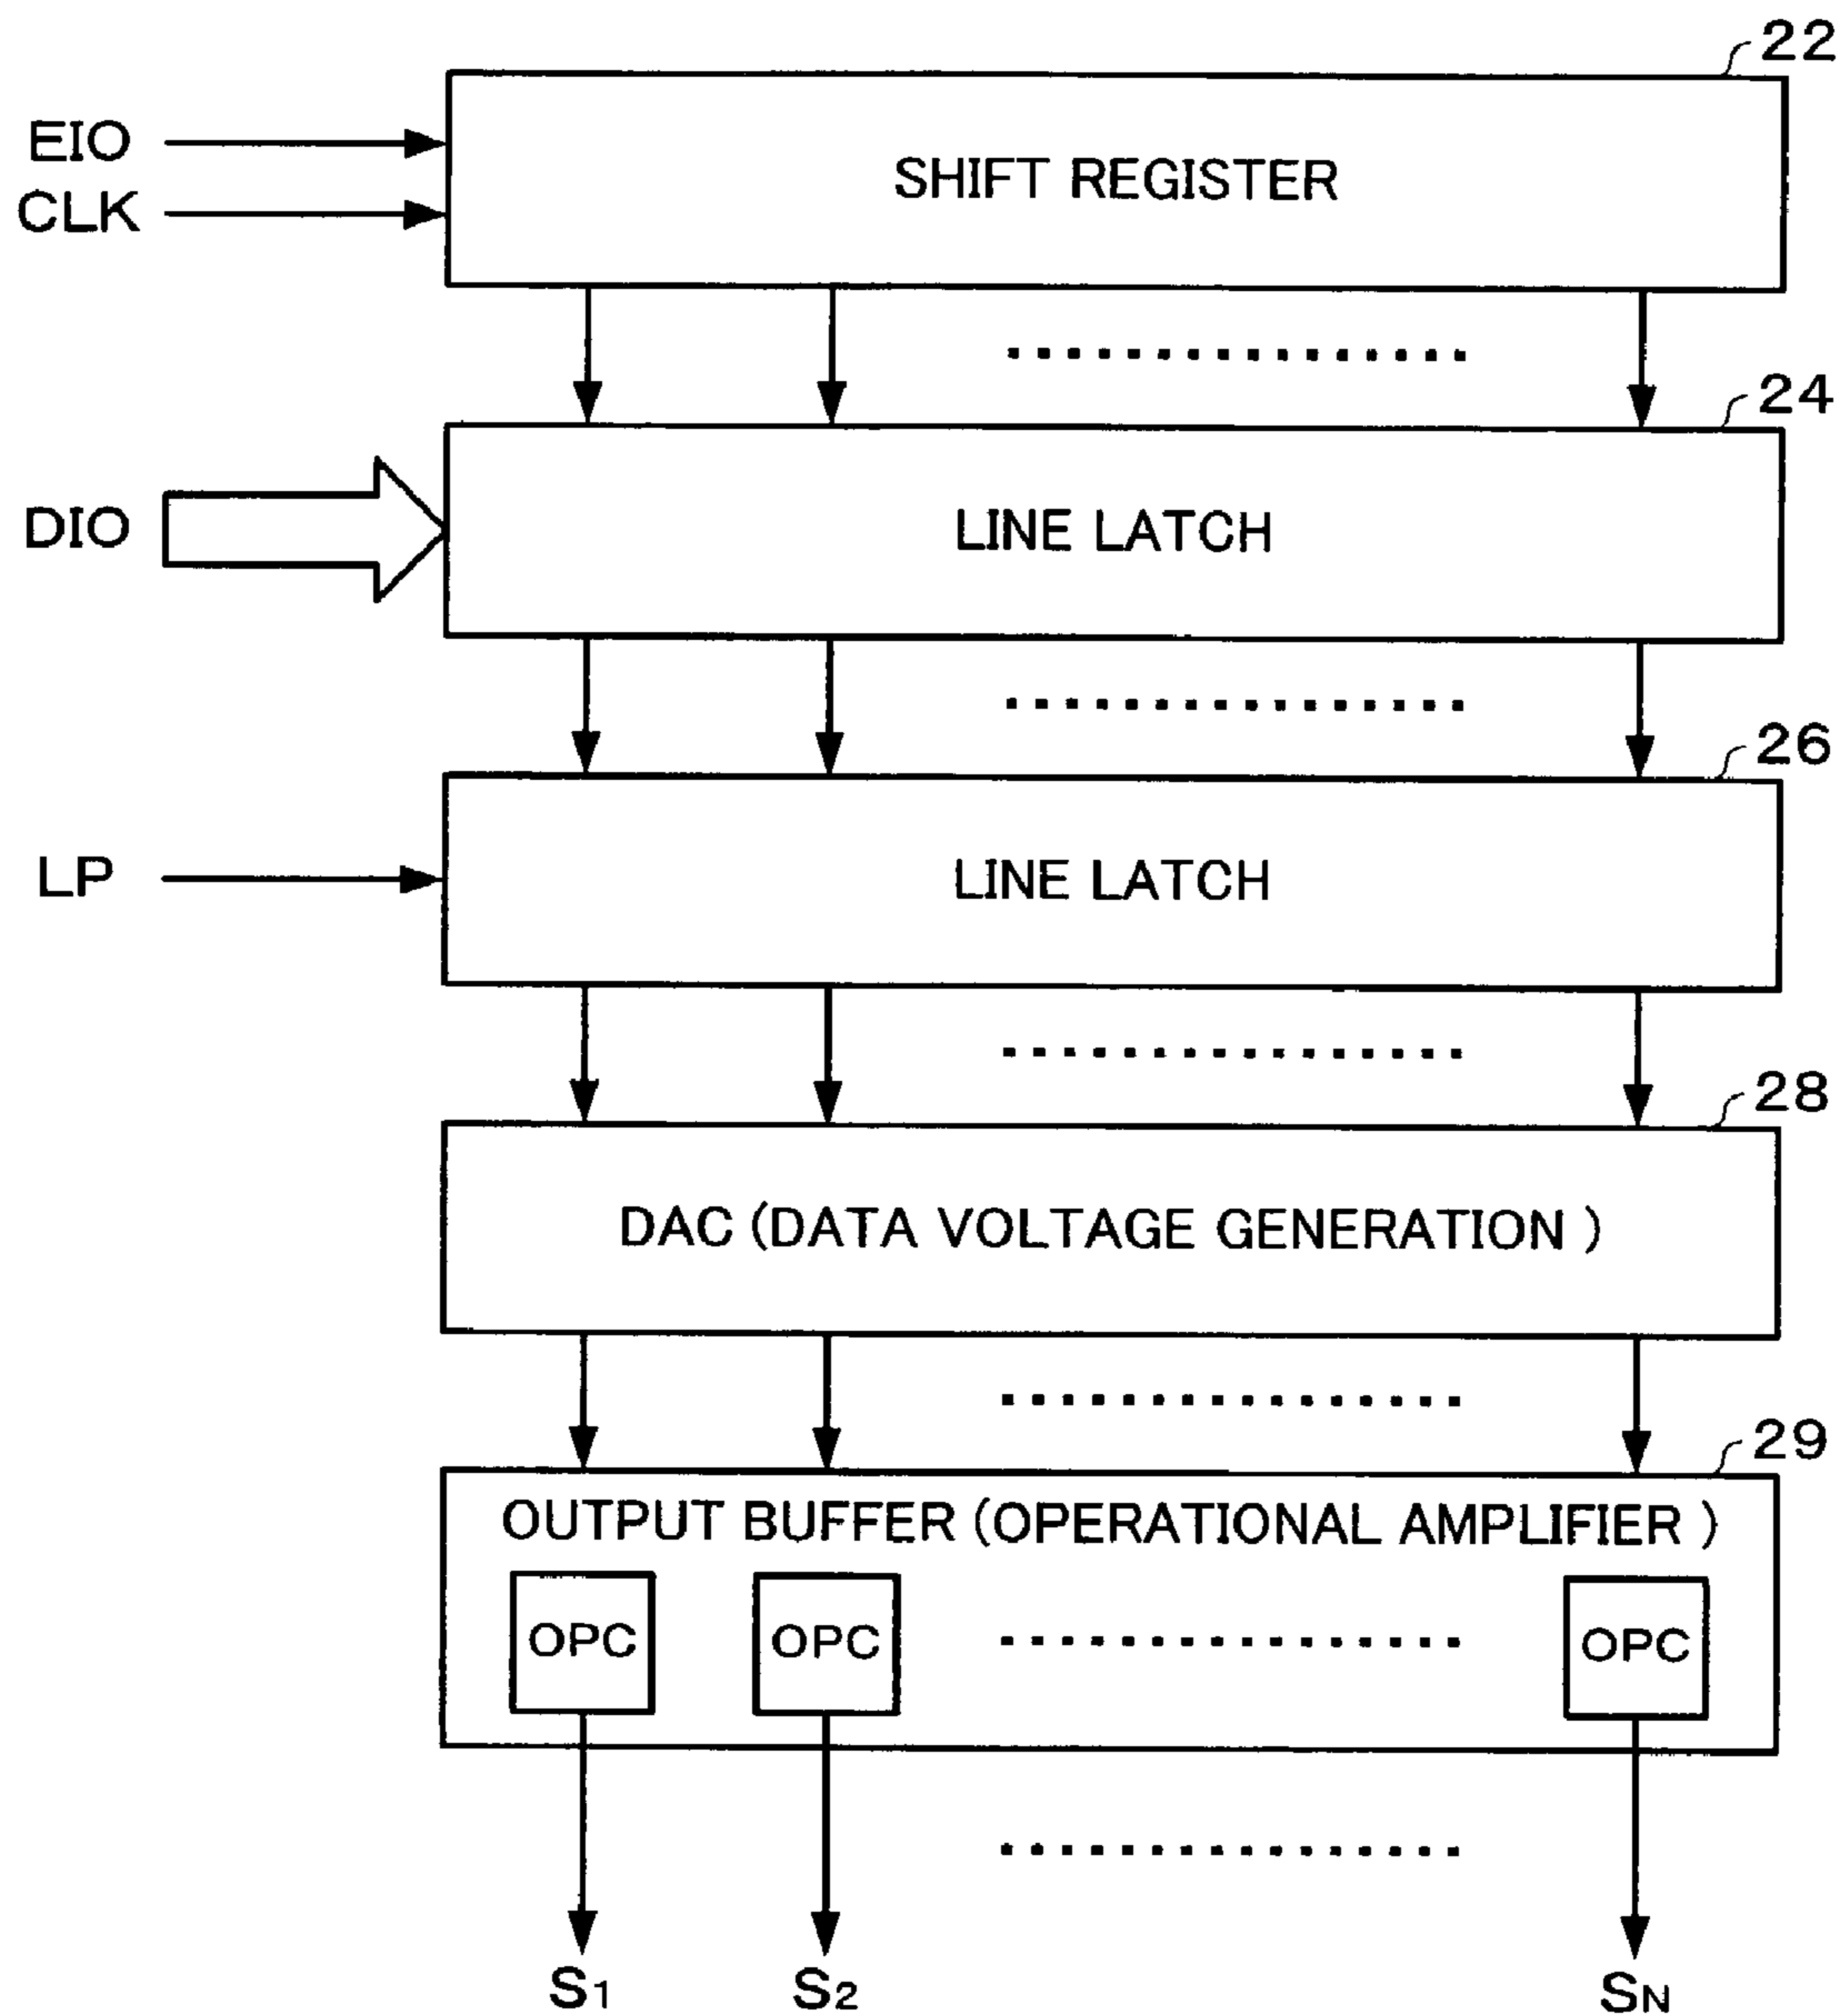 22
EIO
CLK
SHIFT REGISTER
24
DIO
LINE LATCH
26
LP
LINE LATCH
28
DAC (DATA VOLTAGE GENERATION )
29
OUTPUT BUFFER (OPERATIONAL AMPLIFIER )
OPC OPC OPC
S1 S2 SN